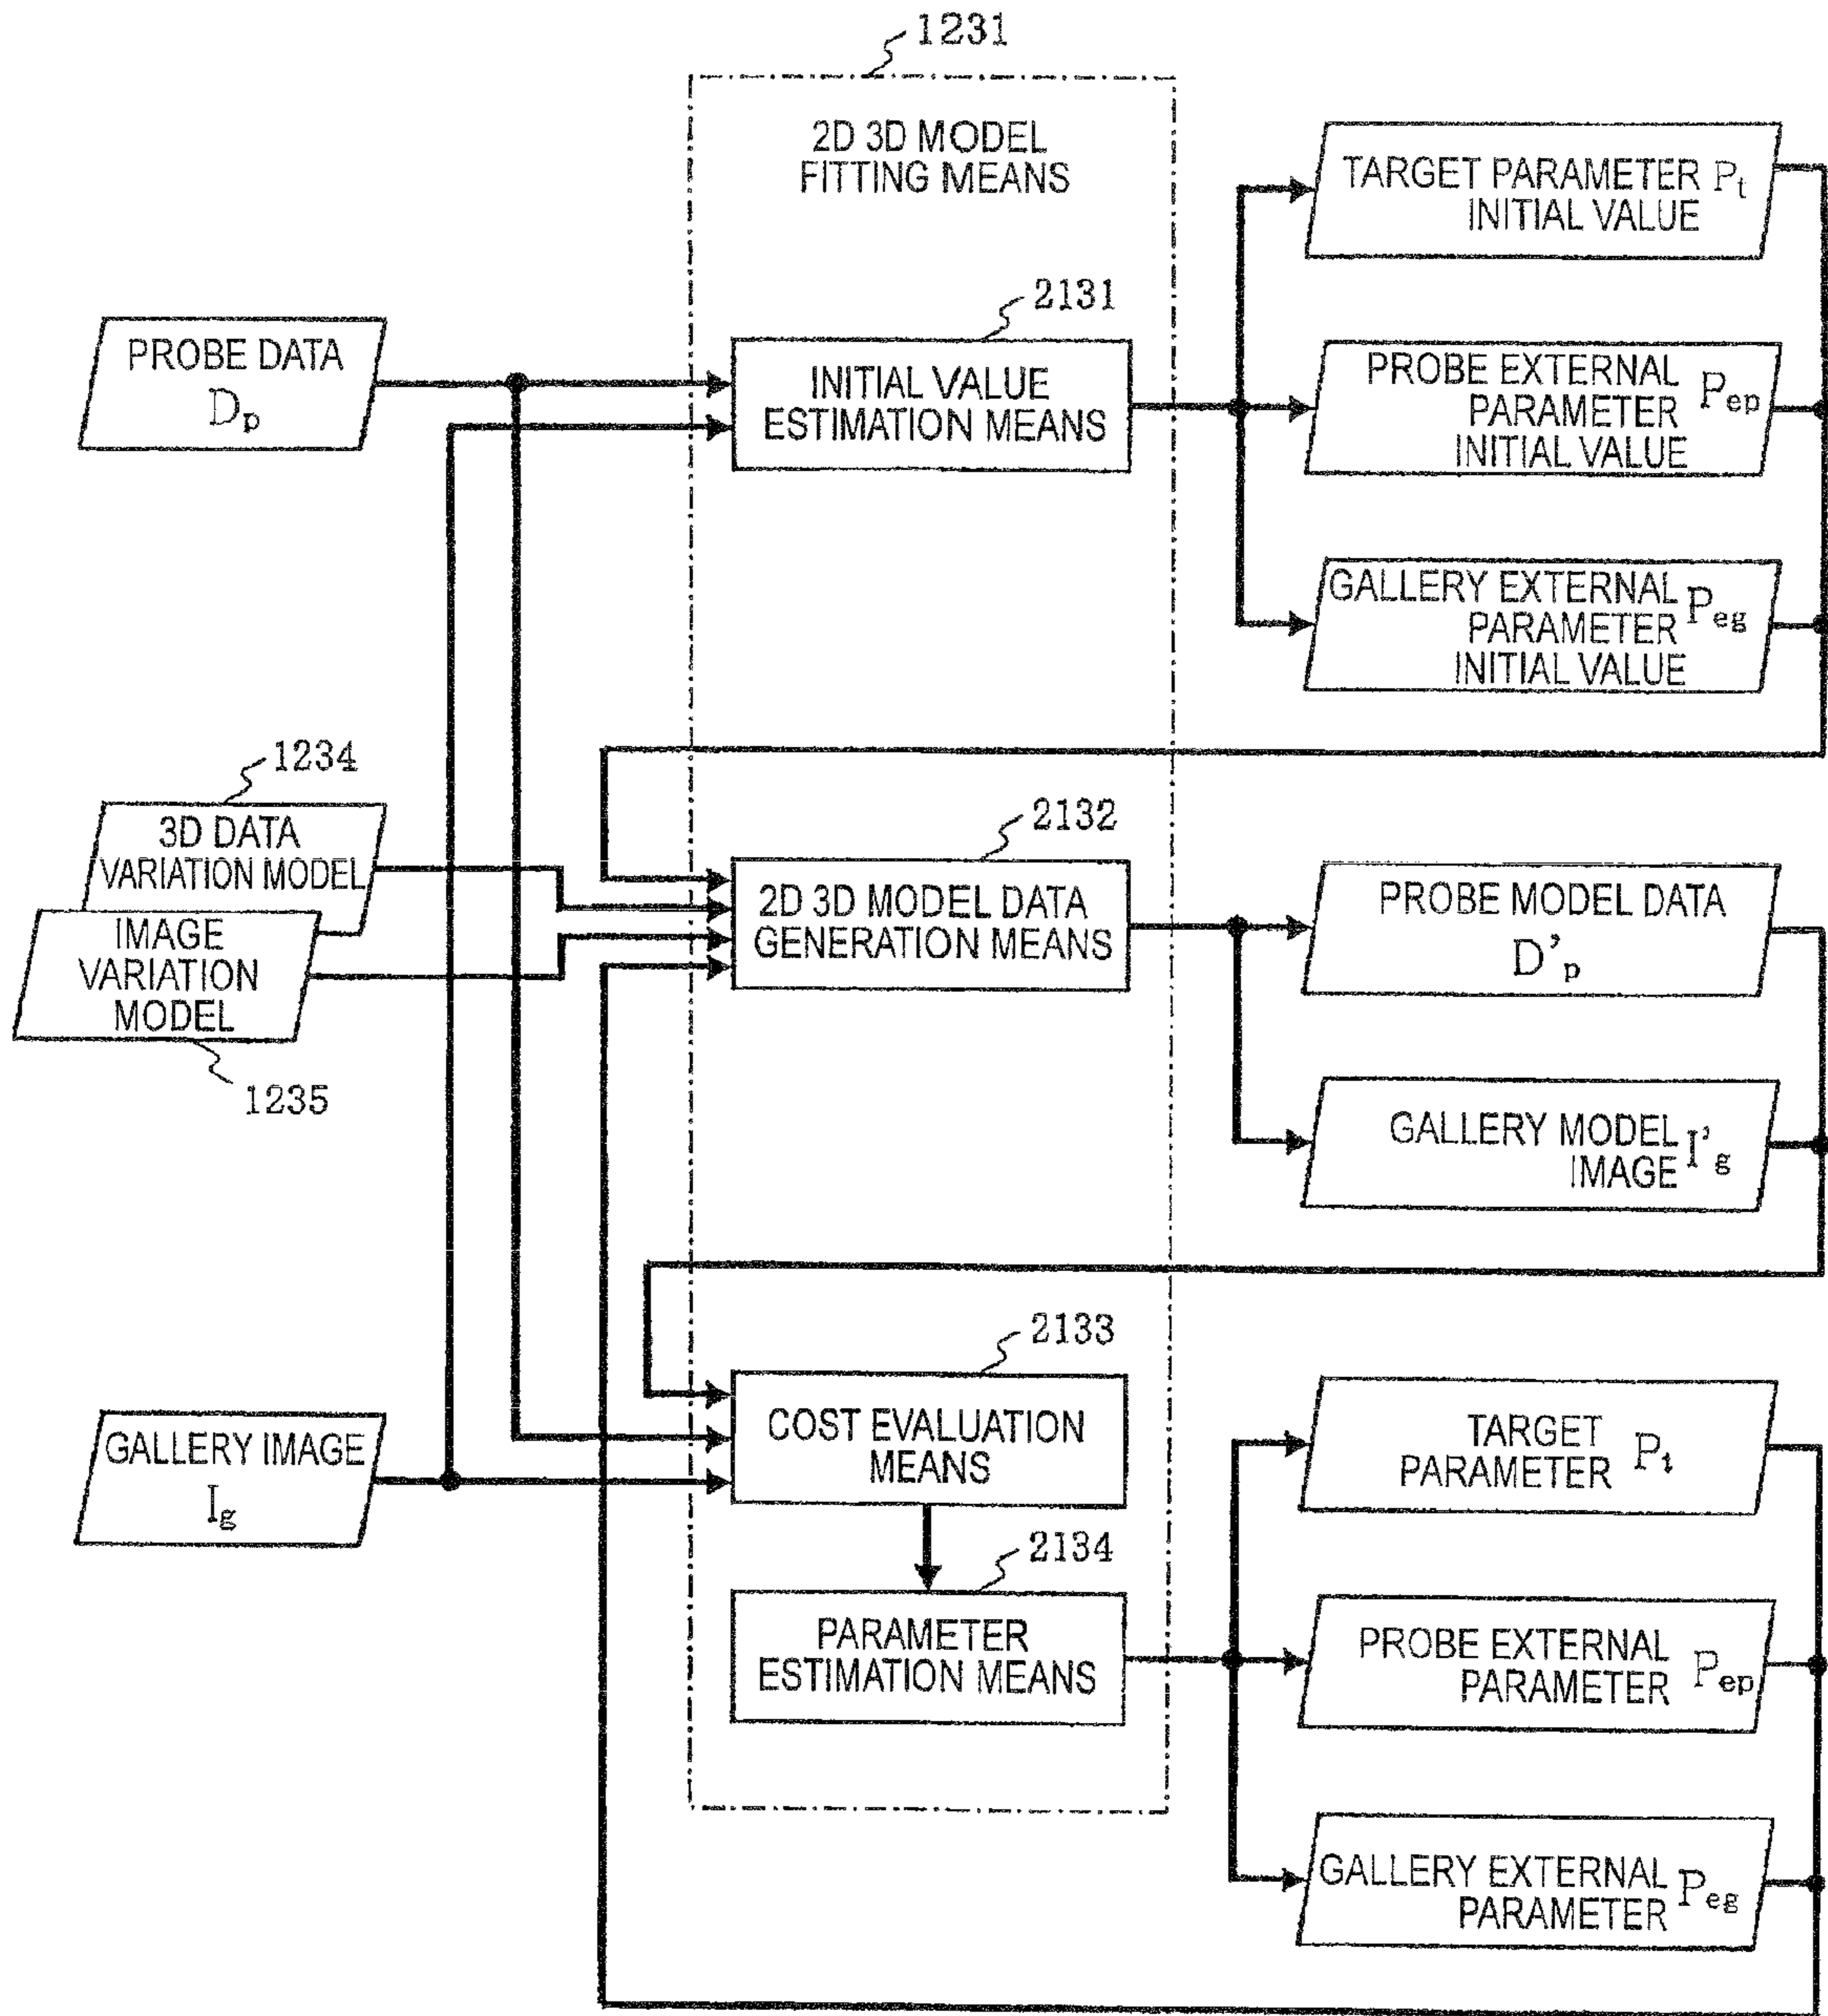 1231
2D 3D MODEL
FITTING MEANS
TARGET PARAMETER Pt
INITIAL VALUE
2131
PROBE DATA
Dp
INITIAL VALUE
ESTIMATION MEANS
PROBE EXTERNAL Pep
PARAMETER
INITIAL VALUE
GALLERY EXTERNAL Peg
PARAMETER
INITIAL VALUE
1234
3D DATA
VARIATION MODEL
IMAGE
VARIATION
MODEL
1235
2132
2D 3D MODEL DATA
GENERATION MEANS
PROBE MODEL DATA
D'p
GALLERY MODEL I'g
IMAGE
2133
COST EVALUATION
MEANS
GALLERY IMAGE
Ig
TARGET
PARAMETER Pt
2134
PARAMETER
ESTIMATION MEANS
PROBE EXTERNAL
PARAMETER Pep
GALLERY EXTERNAL Peg
PARAMETER